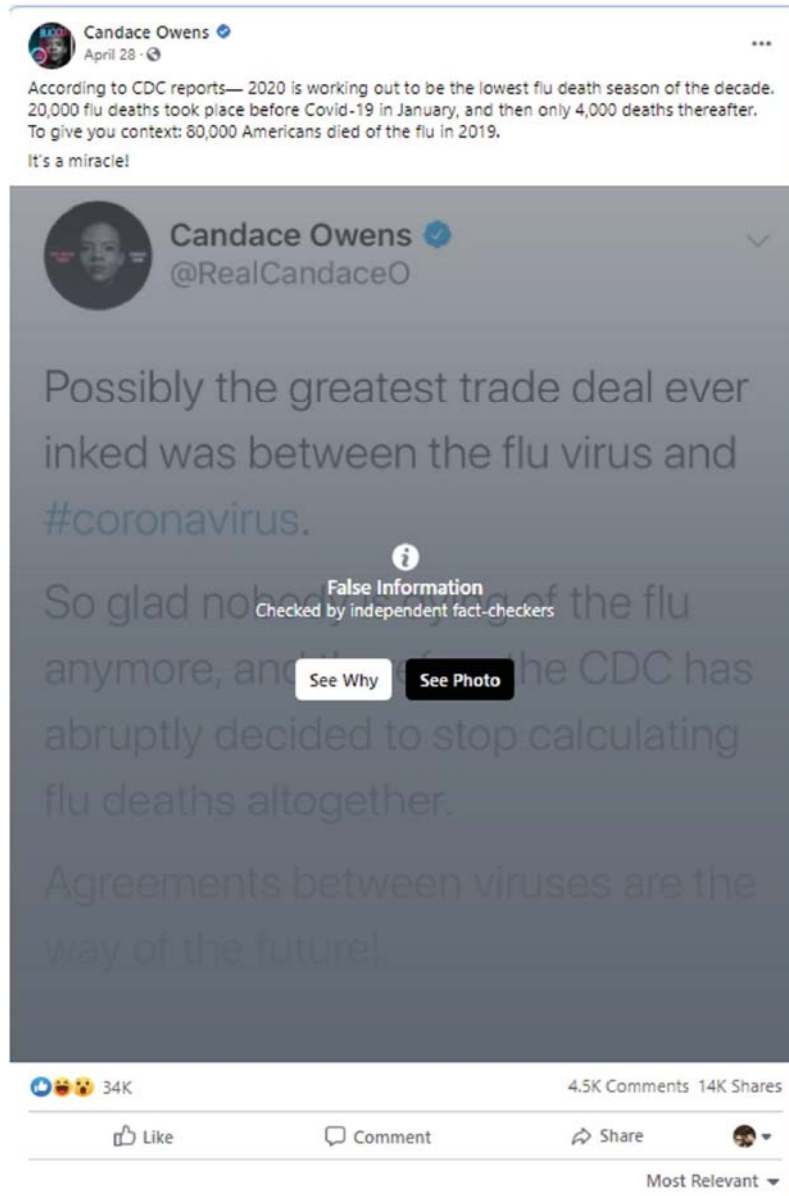 Candace Owens
April 28 ·
According to CDC reports— 2020 is working out to be the lowest flu death season of the decade.
20,000 flu deaths took place before Covid-19 in January, and then only 4,000 deaths thereafter.
To give you context: 80,000 Americans died of the flu in 2019.
It's a miracle!
Candace Owens
@RealCandaceO
Possibly the greatest trade deal ever
inked was between the flu virus and
#coronavirus.
False Information
So glad nobody is dying of the flu
Checked by independent fact-checkers
anymore, and the CDC has
See Why
See Photo
abruptly decided to stop calculating
flu deaths altogether.
Agreements between viruses are the
way of the future!
34K
4.5K Comments 14K Shares
Like
Comment
Share
Most Relevant